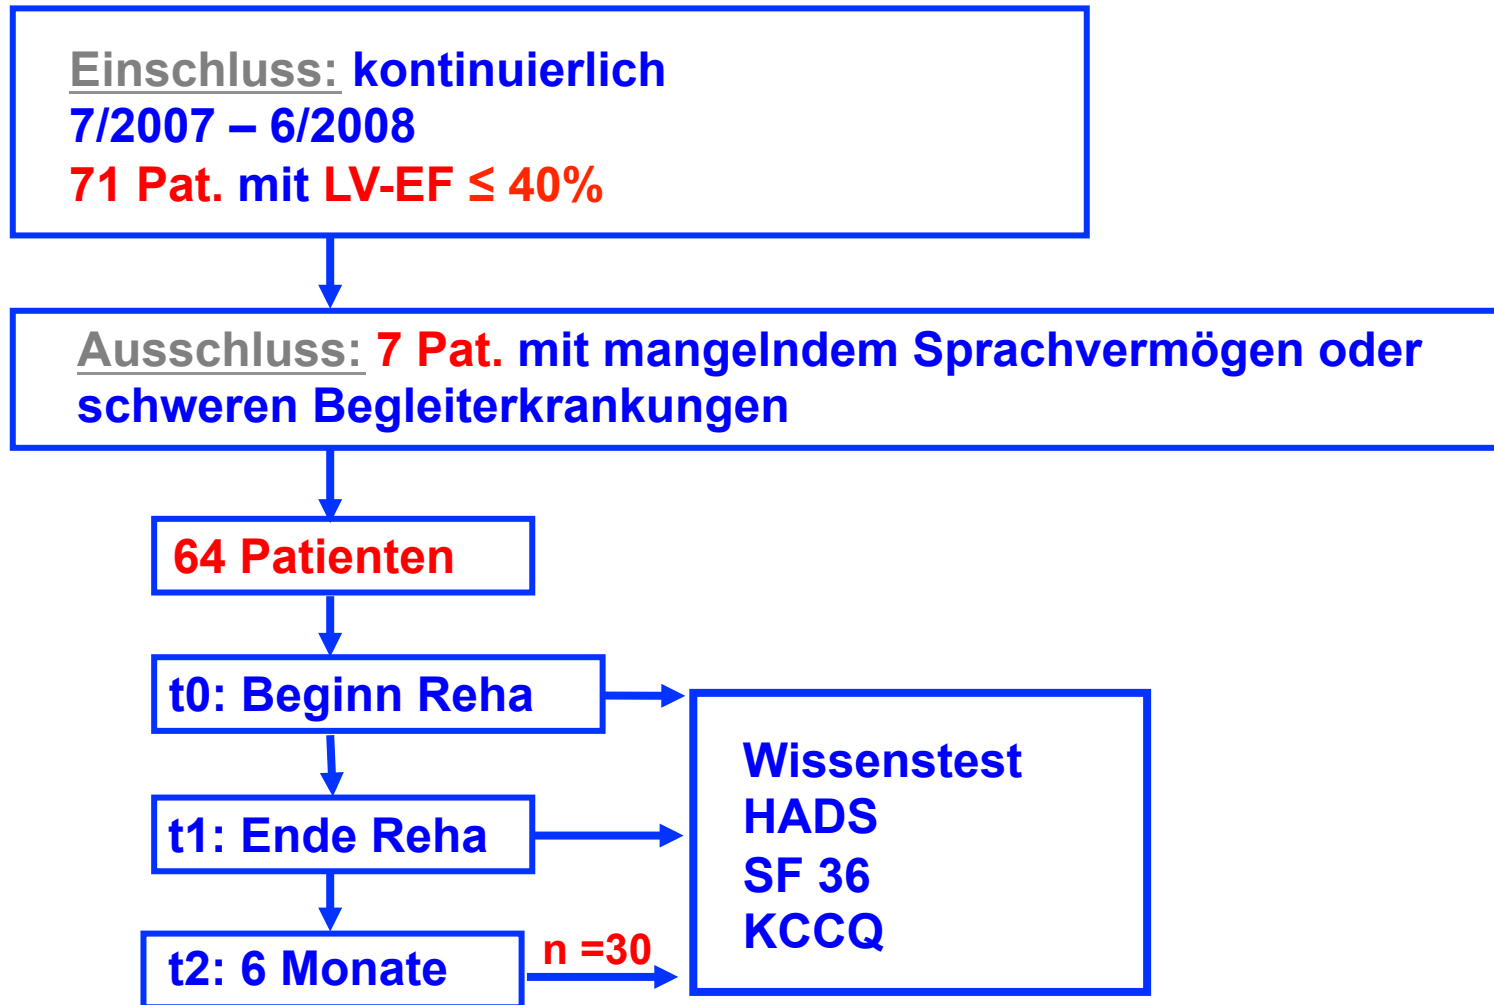 Einschluss: kontinuierlich
7/2007 – 6/2008
71 Pat. mit LV-EF ≤ 40%
Ausschluss: 7 Pat. mit mangelndem Sprachvermögen oder
schweren Begleiterkrankungen
64 Patienten
t0: Beginn Reha
t1: Ende Reha
t2: 6 Monate
n =30
Wissenstest
HADS
SF 36
KCCQ